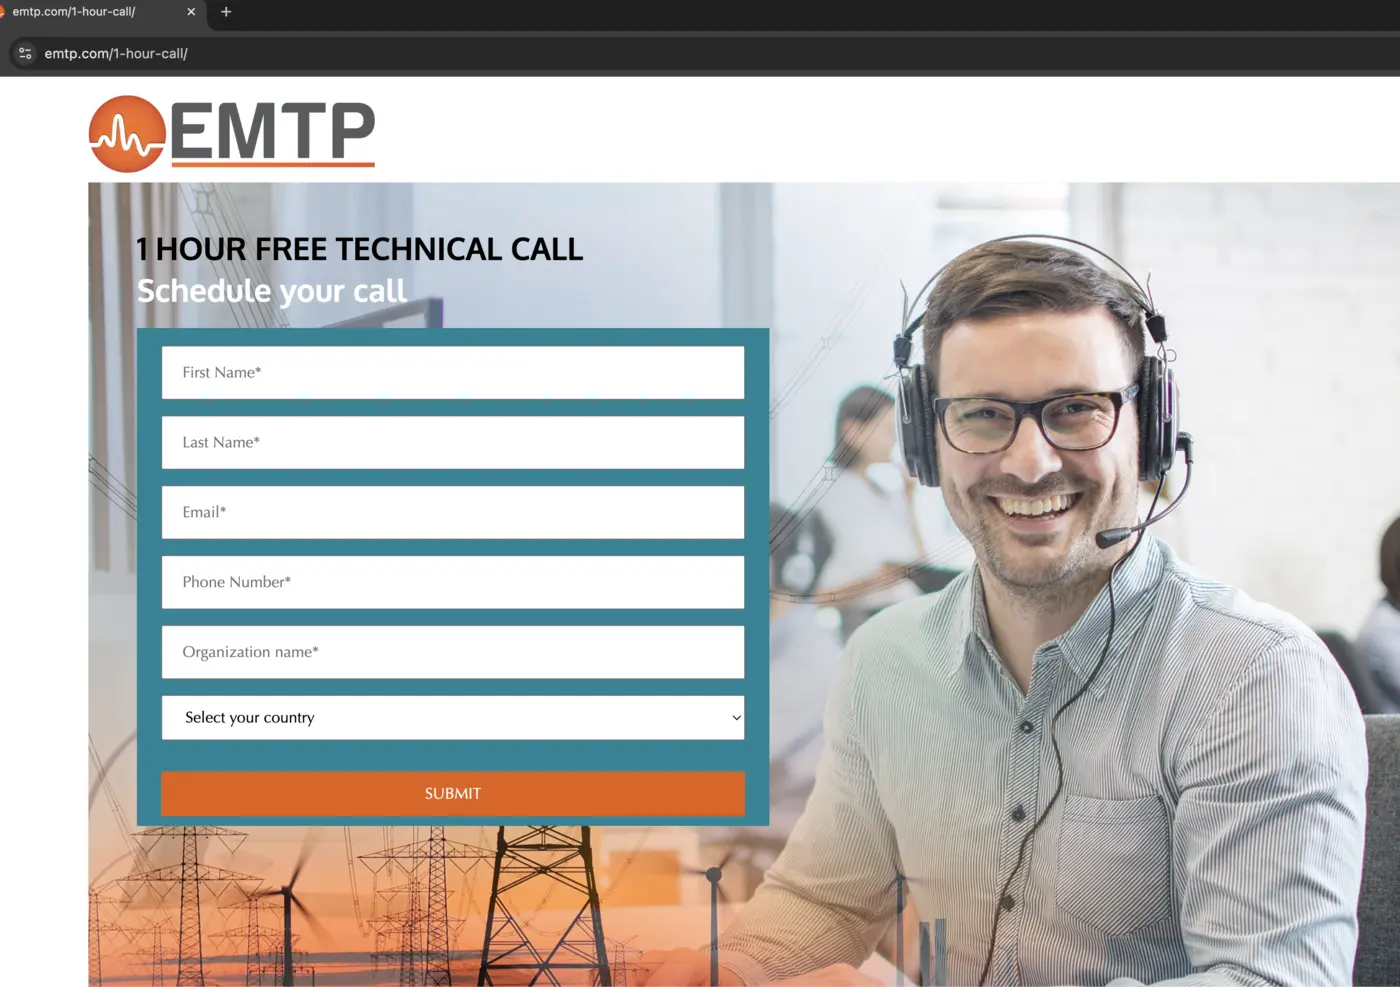 emtp.com/1-hour-call/
emtp.com/1-hour-call/
EMTP
1 HOUR FREE TECHNICAL CALL
Schedule your call
First Name*
Last Name*
Email*
Phone Number*
Organization name*
Select your country
SUBMIT